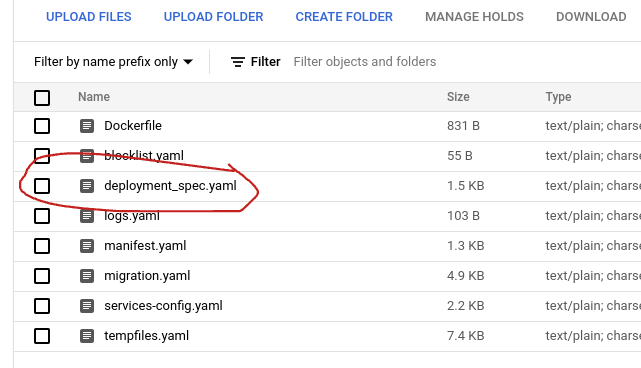 UPLOAD FILES UPLOAD FOLDER CREATE FOLDER MANAGE HOLDS DOWNLOAD
Filter by name prefix only Filter Filter objects and folders
Name Size Type
Dockerfile 831 B text/plain; charse
blocklist.yaml 55 B text/plain; charse
deployment_spec.yaml 1.5 KB text/plain; charse
logs.yaml 103 B text/plain; charse
manifest.yaml 1.3 KB text/plain; charse
migration.yaml 4.9 KB text/plain; charse
services-config.yaml 2.2 KB text/plain; charse
tempfiles.yaml 7.4 KB text/plain; charse